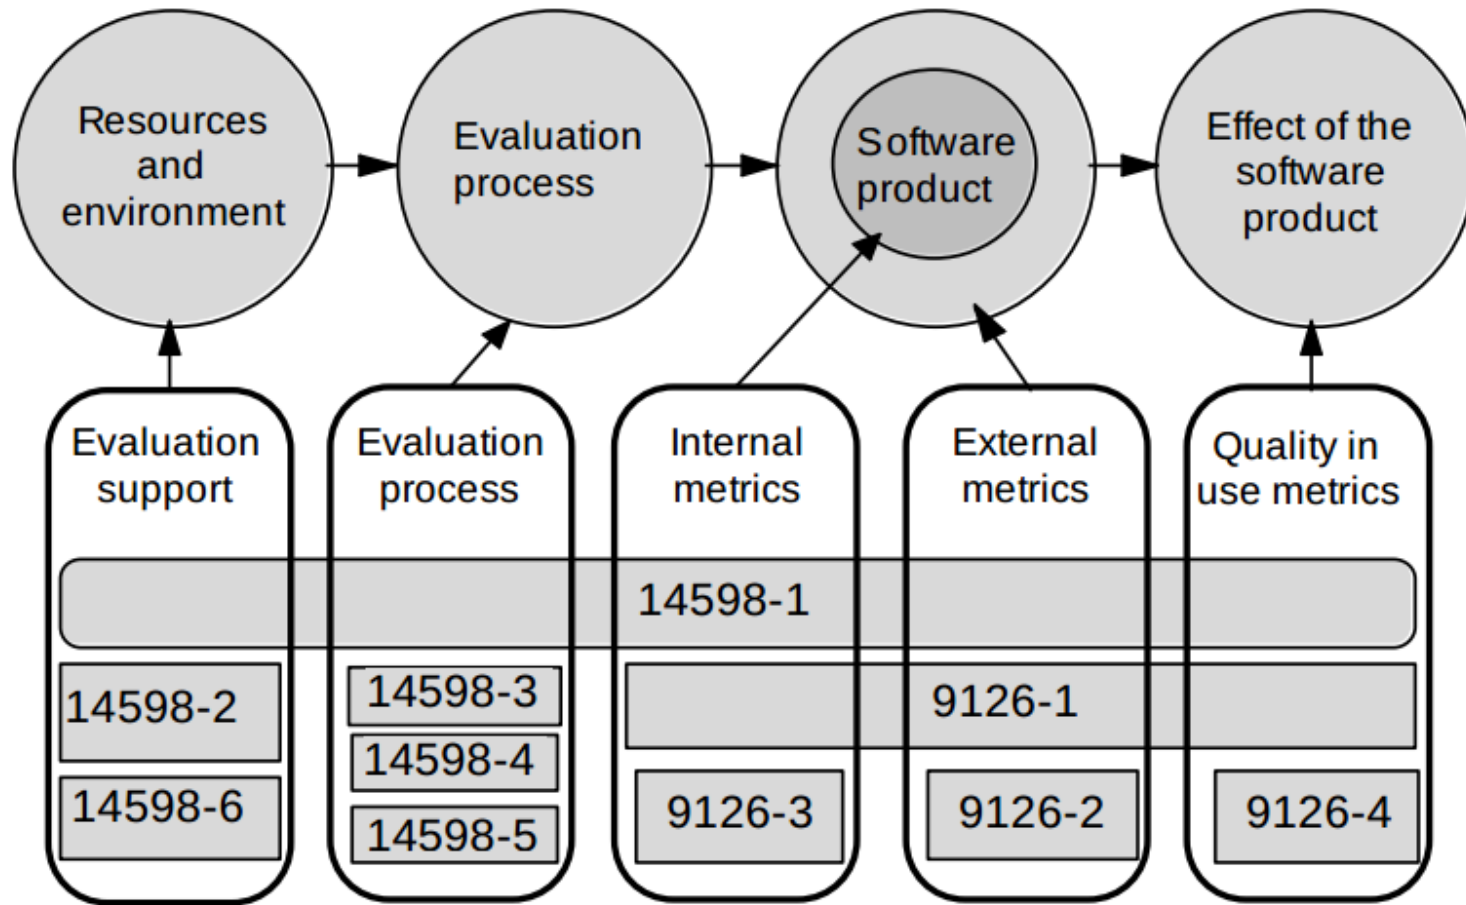 Resources
and
environment
Evaluation
process
Software
product
Effect of the
software
product
Evaluation
support
Evaluation
process
Internal
metrics
External
metrics
Quality in
use metrics
14598-1
14598-2
14598-6
14598-3
14598-4
14598-5
9126-1
9126-3
9126-2
9126-4